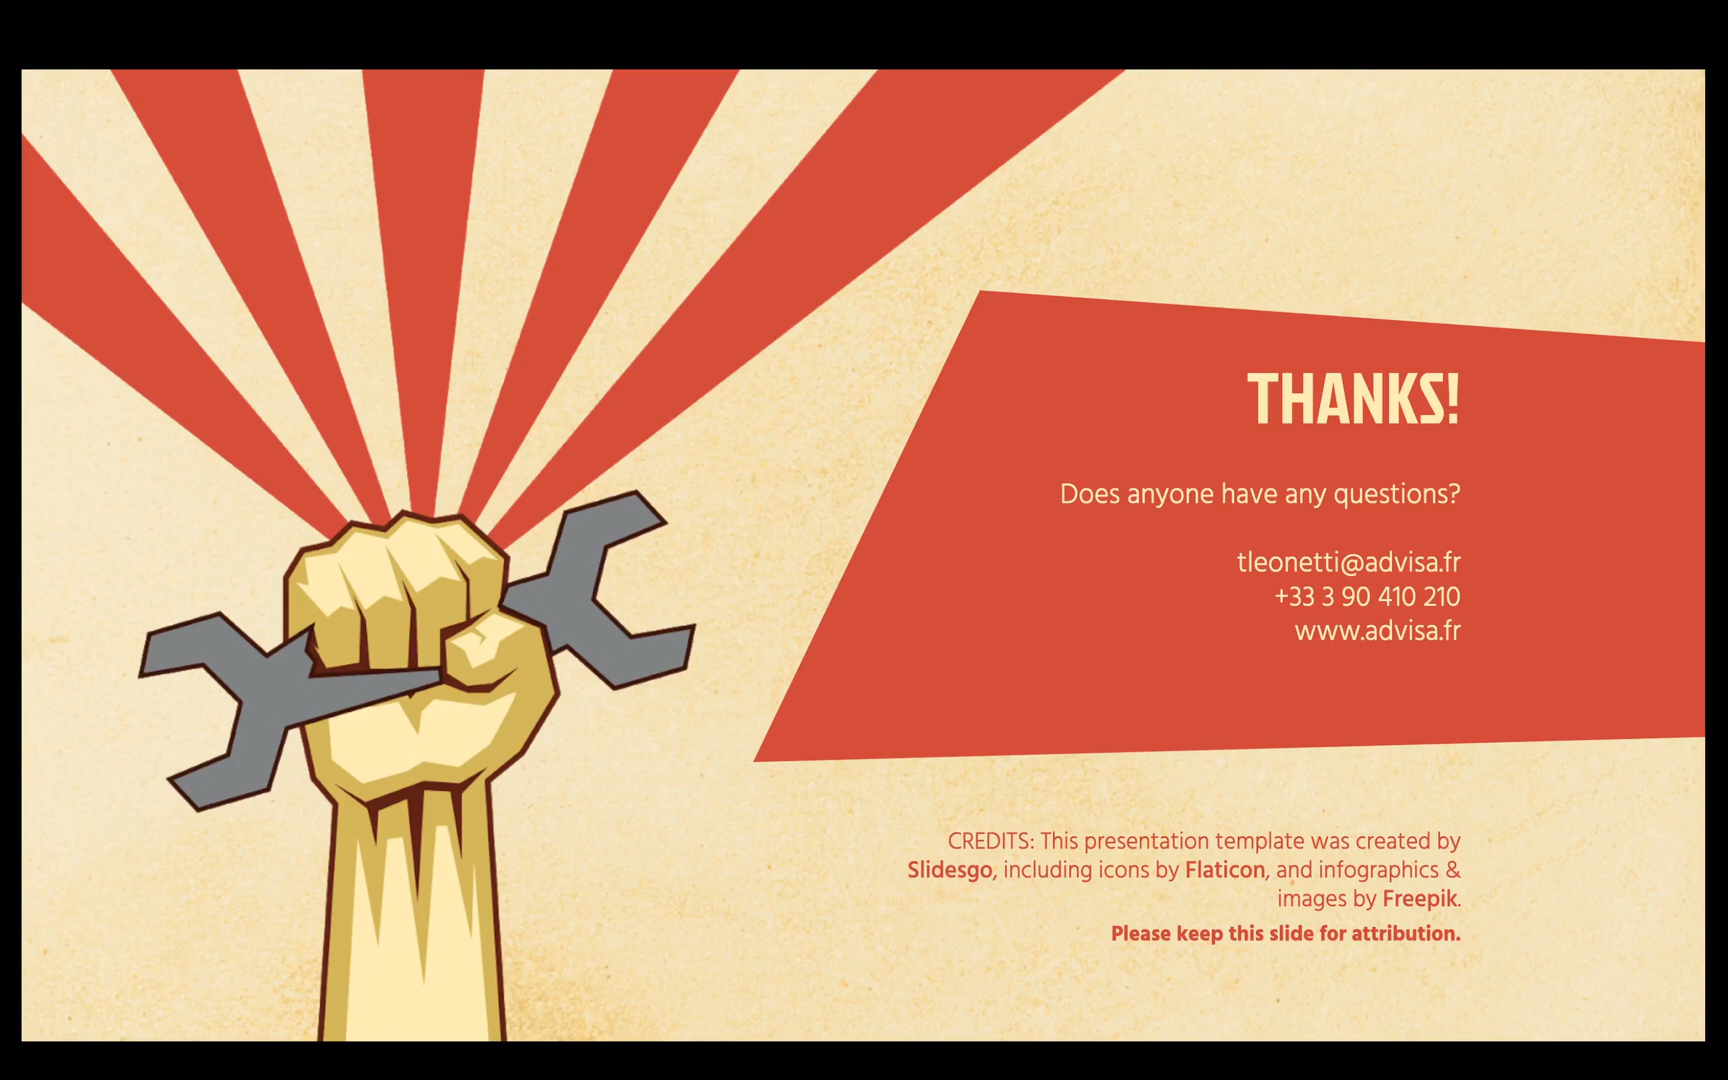 THANKS!
Does anyone have any questions?
tleonetti@advisa.fr
+33 3 90 410 210
www.advisa.fr
CREDITS: This presentation template was created by
Slidesgo, including icons by Flaticon, and infographics &
images by Freepik.
Please keep this slide for attribution.